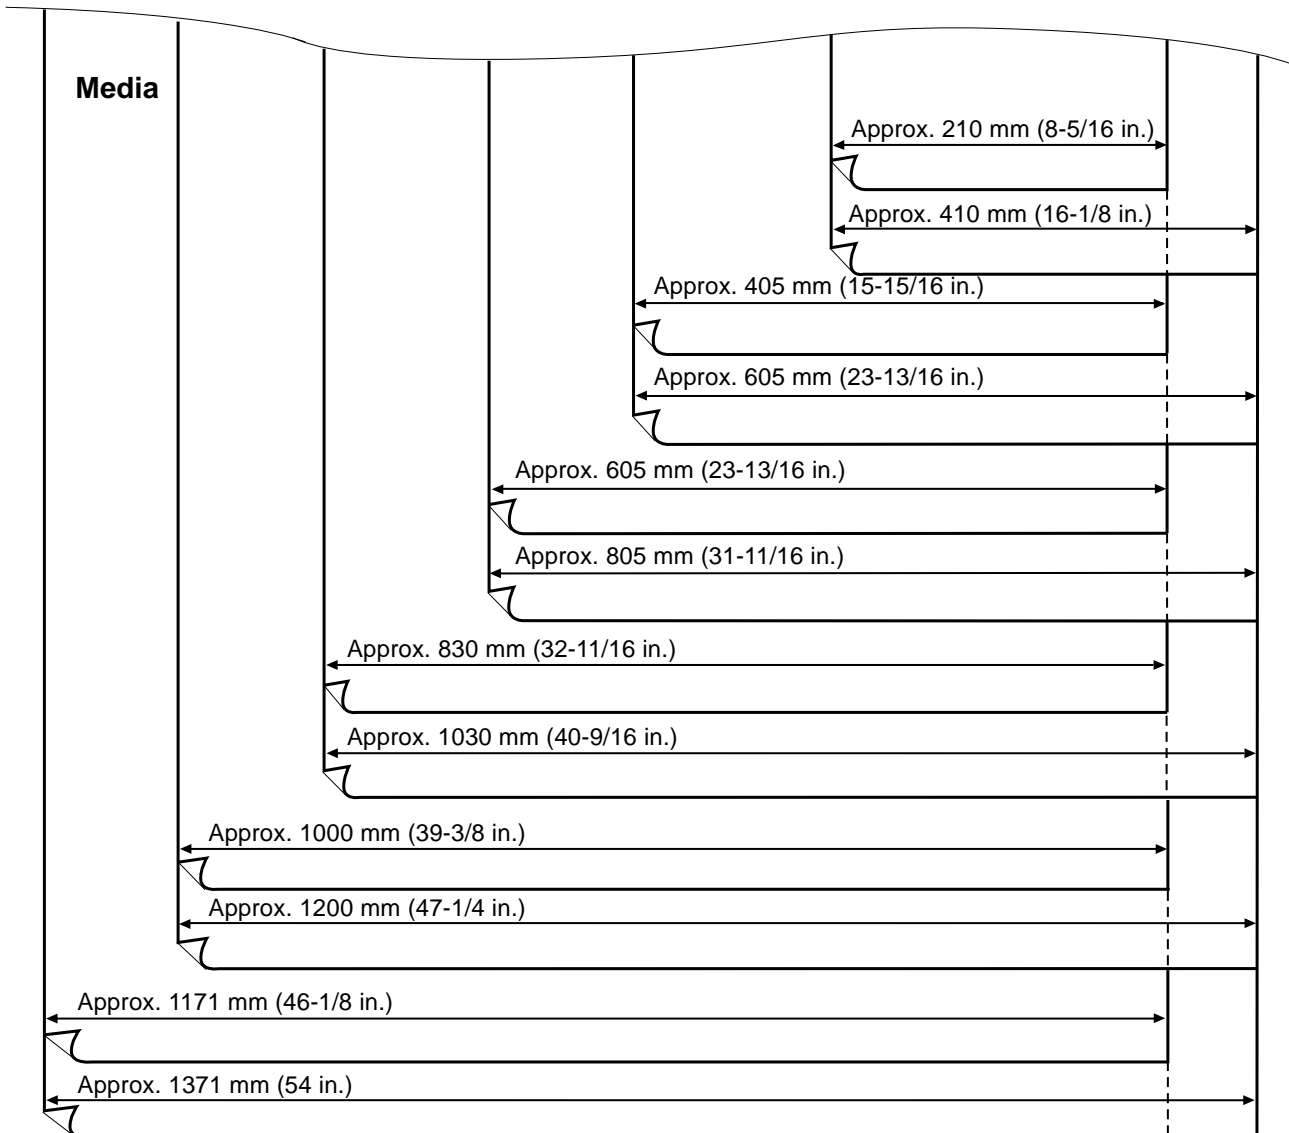 Media
Approx. 210 mm (8-5/16 in.)
Approx. 410 mm (16-1/8 in.)
Approx. 405 mm (15-15/16 in.)
Approx. 605 mm (23-13/16 in.)
Approx. 605 mm (23-13/16 in.)
Approx. 805 mm (31-11/16 in.)
Approx. 830 mm (32-11/16 in.)
Approx. 1030 mm (40-9/16 in.)
Approx. 1000 mm (39-3/8 in.)
Approx. 1200 mm (47-1/4 in.)
Approx. 1171 mm (46-1/8 in.)
Approx. 1371 mm (54 in.)